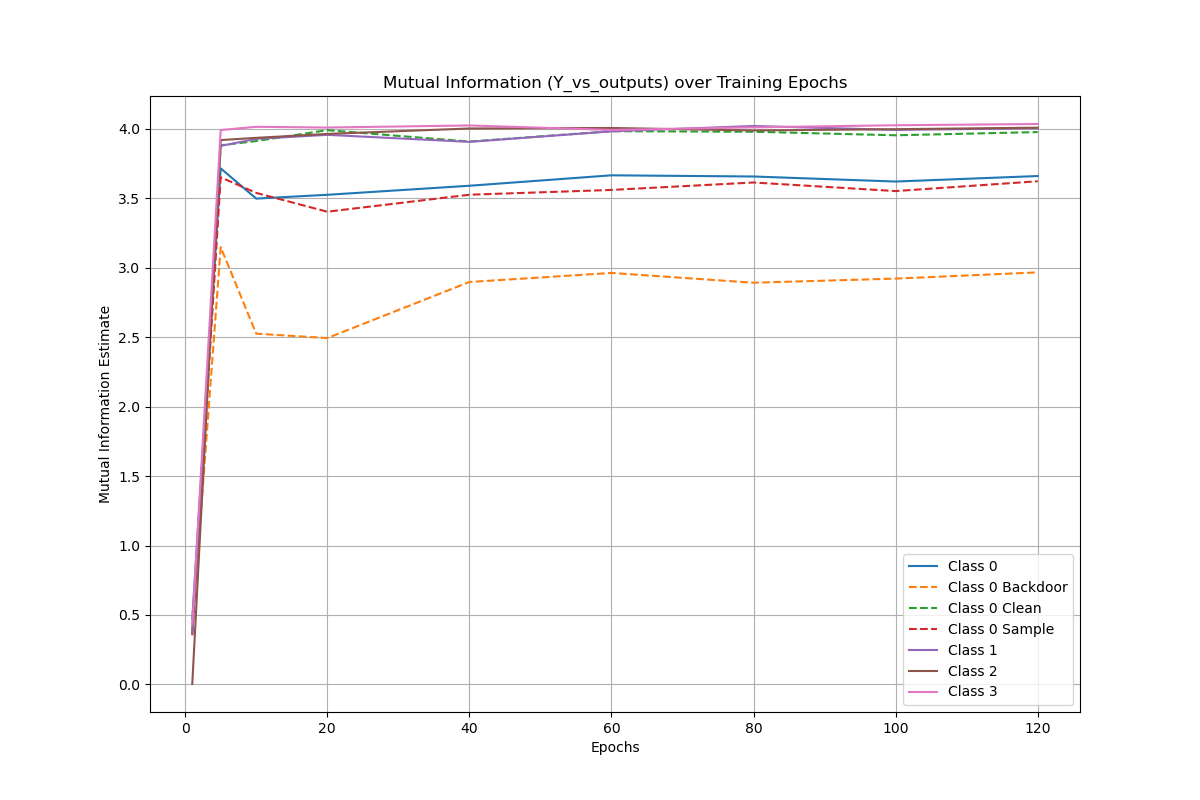 Mutual Information (Y_vs_outputs) over Training Epochs
Mutual Information Estimate
4.0
3.5
3.0
2.5
2.0
1.5
1.0
0.5
0.0
0 20 40 60 80 100 120
Epochs
Class 0
Class 0 Backdoor
Class 0 Clean
Class 0 Sample
Class 1
Class 2
Class 3